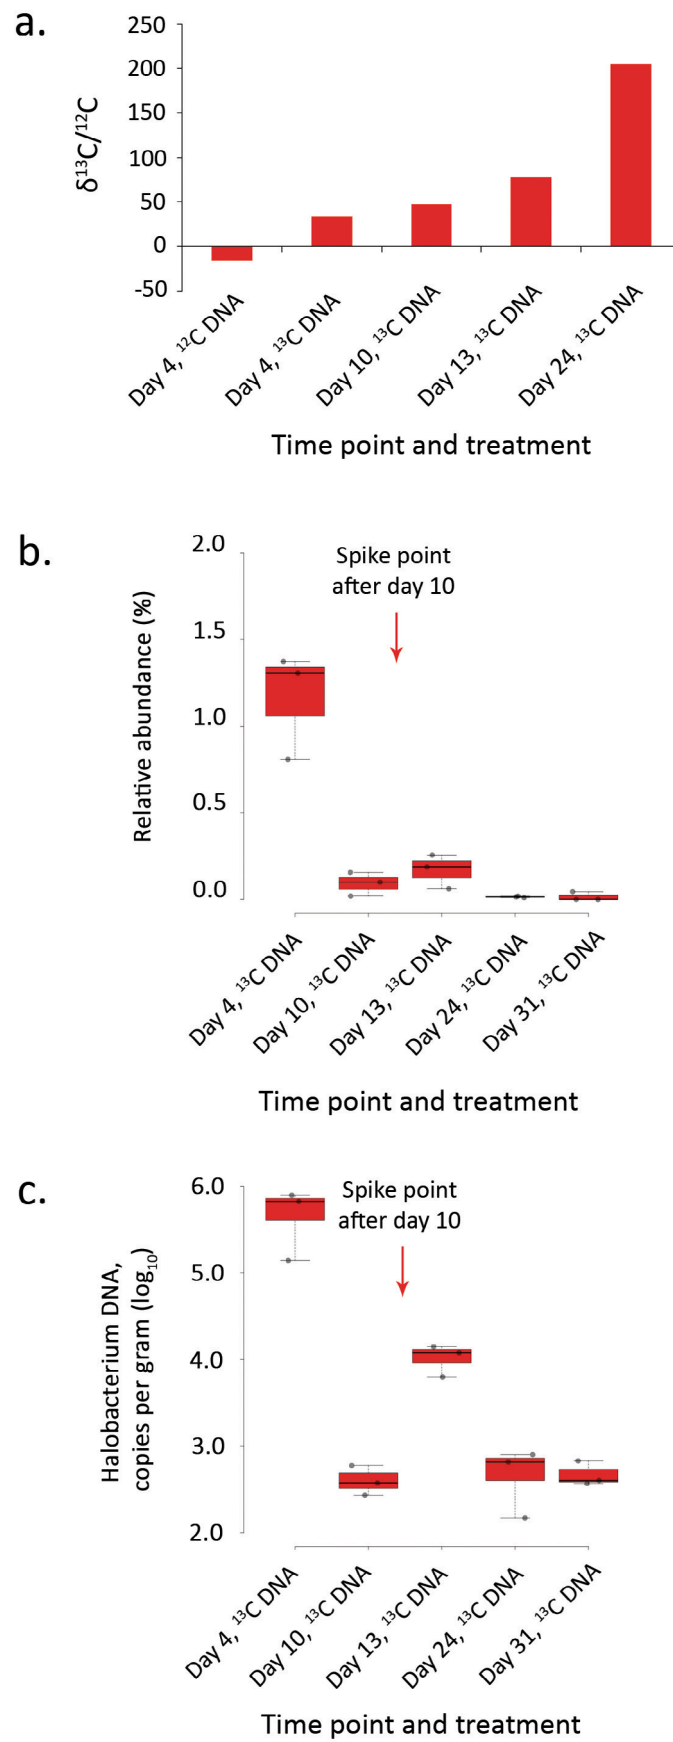 a.
250
200
150
100
50
0
-50
δ¹³C/¹²C
Day 4, ¹²C DNA
Day 4, ¹³C DNA
Day 10, ¹³C DNA
Day 13, ¹³C DNA
Day 24, ¹³C DNA
Time point and treatment
b.
2.0
1.5
1.0
0.5
0.0
Relative abundance (%)
Spike point
after day 10
Day 4, ¹³C DNA
Day 10, ¹³C DNA
Day 13, ¹³C DNA
Day 24, ¹³C DNA
Day 31, ¹³C DNA
Time point and treatment
c.
6.0
5.0
4.0
3.0
2.0
Halobacterium DNA,
copies per gram (log₁₀)
Spike point
after day 10
Day 4, ¹³C DNA
Day 10, ¹³C DNA
Day 13, ¹³C DNA
Day 24, ¹³C DNA
Day 31, ¹³C DNA
Time point and treatment